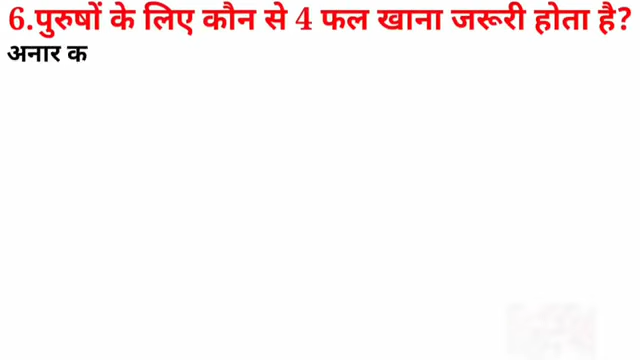 6.पुरुषों के लिए कौन से 4 फल खाना जरूरी होता है?
अनार क